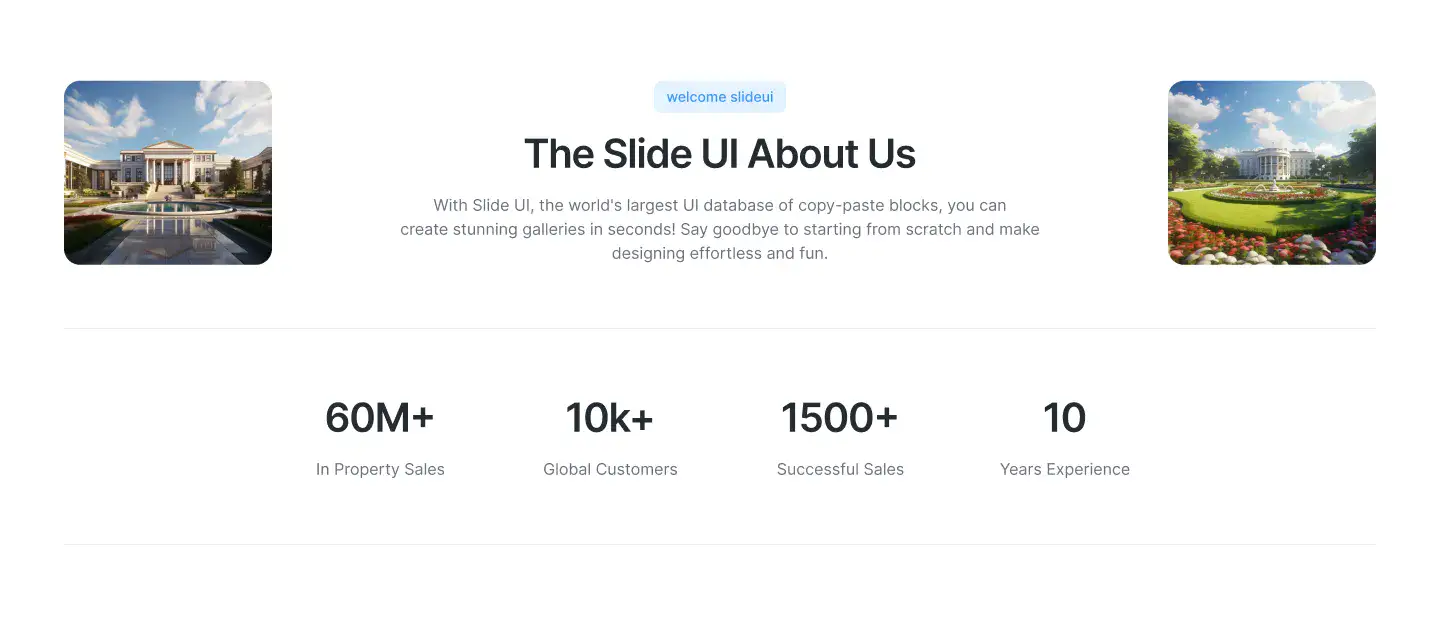 welcome slideui
The Slide UI About Us
With Slide UI, the world's largest UI database of copy-paste blocks, you can
create stunning galleries in seconds! Say goodbye to starting from scratch and make
designing effortless and fun.
60M+
10k+
1500+
10
In Property Sales
Global Customers
Successful Sales
Years Experience